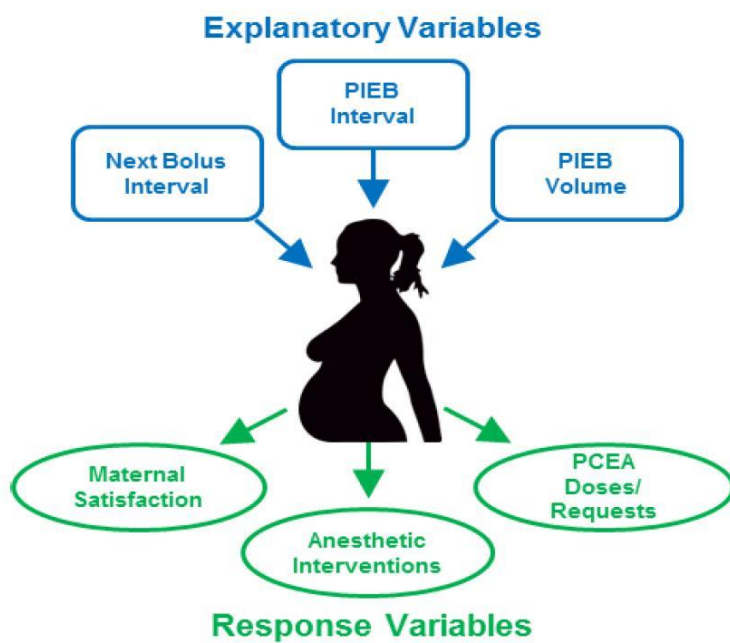 Explanatory Variables
PIEB
Interval
Next Bolus
Interval
PIEB
Volume
Maternal
Satisfaction
Anesthetic
Interventions
PCEA
Doses/
Requests
Response Variables